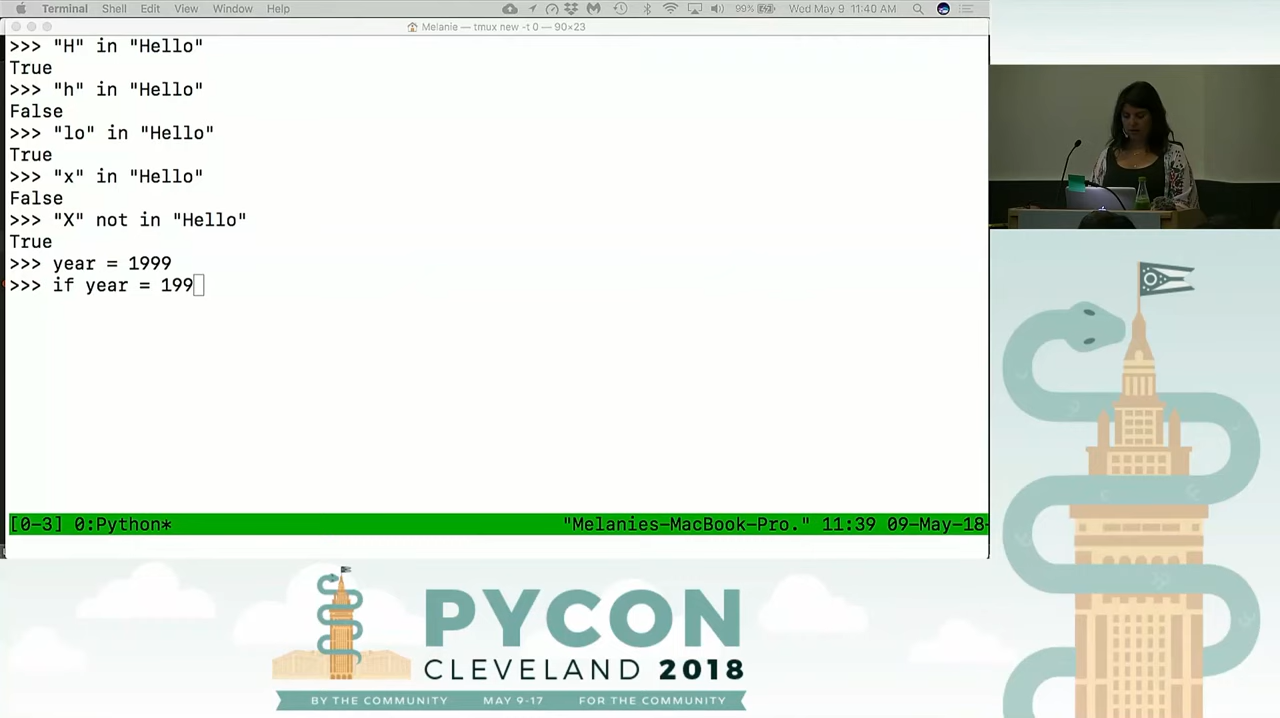 Terminal Shell Edit View Window Help 99% Wed May 9 11:40 AM
Melanie — tmux new -t 0 — 90×23
>>> "H" in "Hello"
True
>>> "h" in "Hello"
False
>>> "lo" in "Hello"
True
>>> "x" in "Hello"
False
>>> "X" not in "Hello"
True
>>> year = 1999
>>> if year = 199
[0-3] 0:Python* "Melanies-MacBook-Pro." 11:39 09-May-18
PYCON
CLEVELAND 2018
BY THE COMMUNITY MAY 9-17 FOR THE COMMUNITY